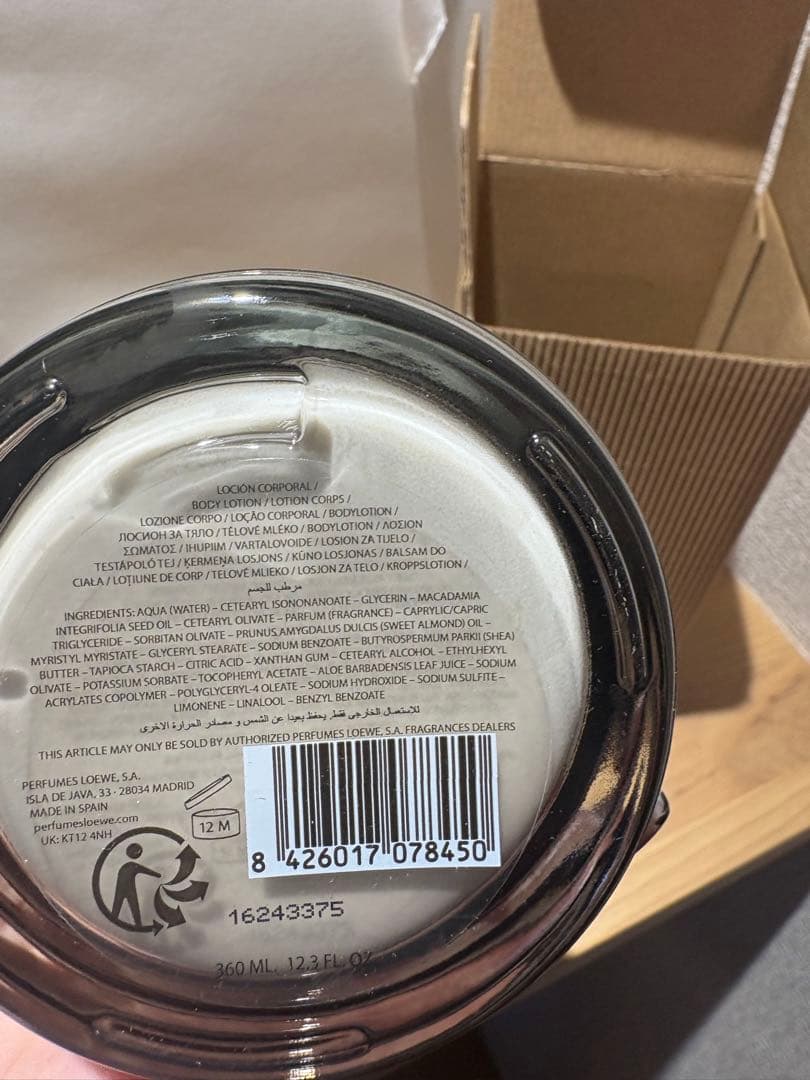 LOCIÓN CORPORAL /
BODY LOTION / LOTION CORPS /
LOZIONE CORPO / LOÇÃO CORPORAL / BODYLOTION /
ЛОСИОН ЗА ТЯЛО / TĚLOVÉ MLÉKO / BODYLOTION / ΛΟΣΙΟΝ
ΣΩΜΑΤΟΣ / IHUPIIM / VARTALOVOIDE / LOSION ZA TIJELO /
TESTÁPOLÓ TEJ / ĶERMEŅA LOSJONS / KŪNO LOSJONAS / BALSAM DO
CIAŁA / LOȚIUNE DE CORP / TELOVÉ MLIEKO / LOSJON ZA TELO / KROPPSLOTION /
مرطب للجسم
INGREDIENTS: AQUA (WATER) – CETEARYL ISONONANOATE – GLYCERIN – MACADAMIA
INTEGRIFOLIA SEED OIL – CETEARYL OLIVATE – PARFUM (FRAGRANCE) – CAPRYLIC/CAPRIC
TRIGLYCERIDE – SORBITAN OLIVATE – PRUNUS AMYGDALUS DULCIS (SWEET ALMOND) OIL –
MYRISTYL MYRISTATE – GLYCERYL STEARATE – SODIUM BENZOATE – BUTYROSPERMUM PARKII (SHEA)
BUTTER – TAPIOCA STARCH – CITRIC ACID – XANTHAN GUM – CETEARYL ALCOHOL – ETHYLHEXYL
OLIVATE – POTASSIUM SORBATE – TOCOPHERYL ACETATE – ALOE BARBADENSIS LEAF JUICE – SODIUM
ACRYLATES COPOLYMER – POLYGLYCERYL-4 OLEATE – SODIUM HYDROXIDE – SODIUM SULFITE –
LIMONENE – LINALOOL – BENZYL BENZOATE
للاستعمال الخارجى فقط. يحفظ بعيدا عن الشمس و مصادر الحرارة الاخرى
THIS ARTICLE MAY ONLY BE SOLD BY AUTHORIZED PERFUMES LOEWE, S.A. FRAGRANCES DEALERS
PERFUMES LOEWE, S.A.
ISLA DE JAVA, 33 · 28034 MADRID
MADE IN SPAIN
perfumesloewe.com
UK: KT12 4NH
12 M
8 426017 078450
16243375
360 ML. 12.3 FL. OZ